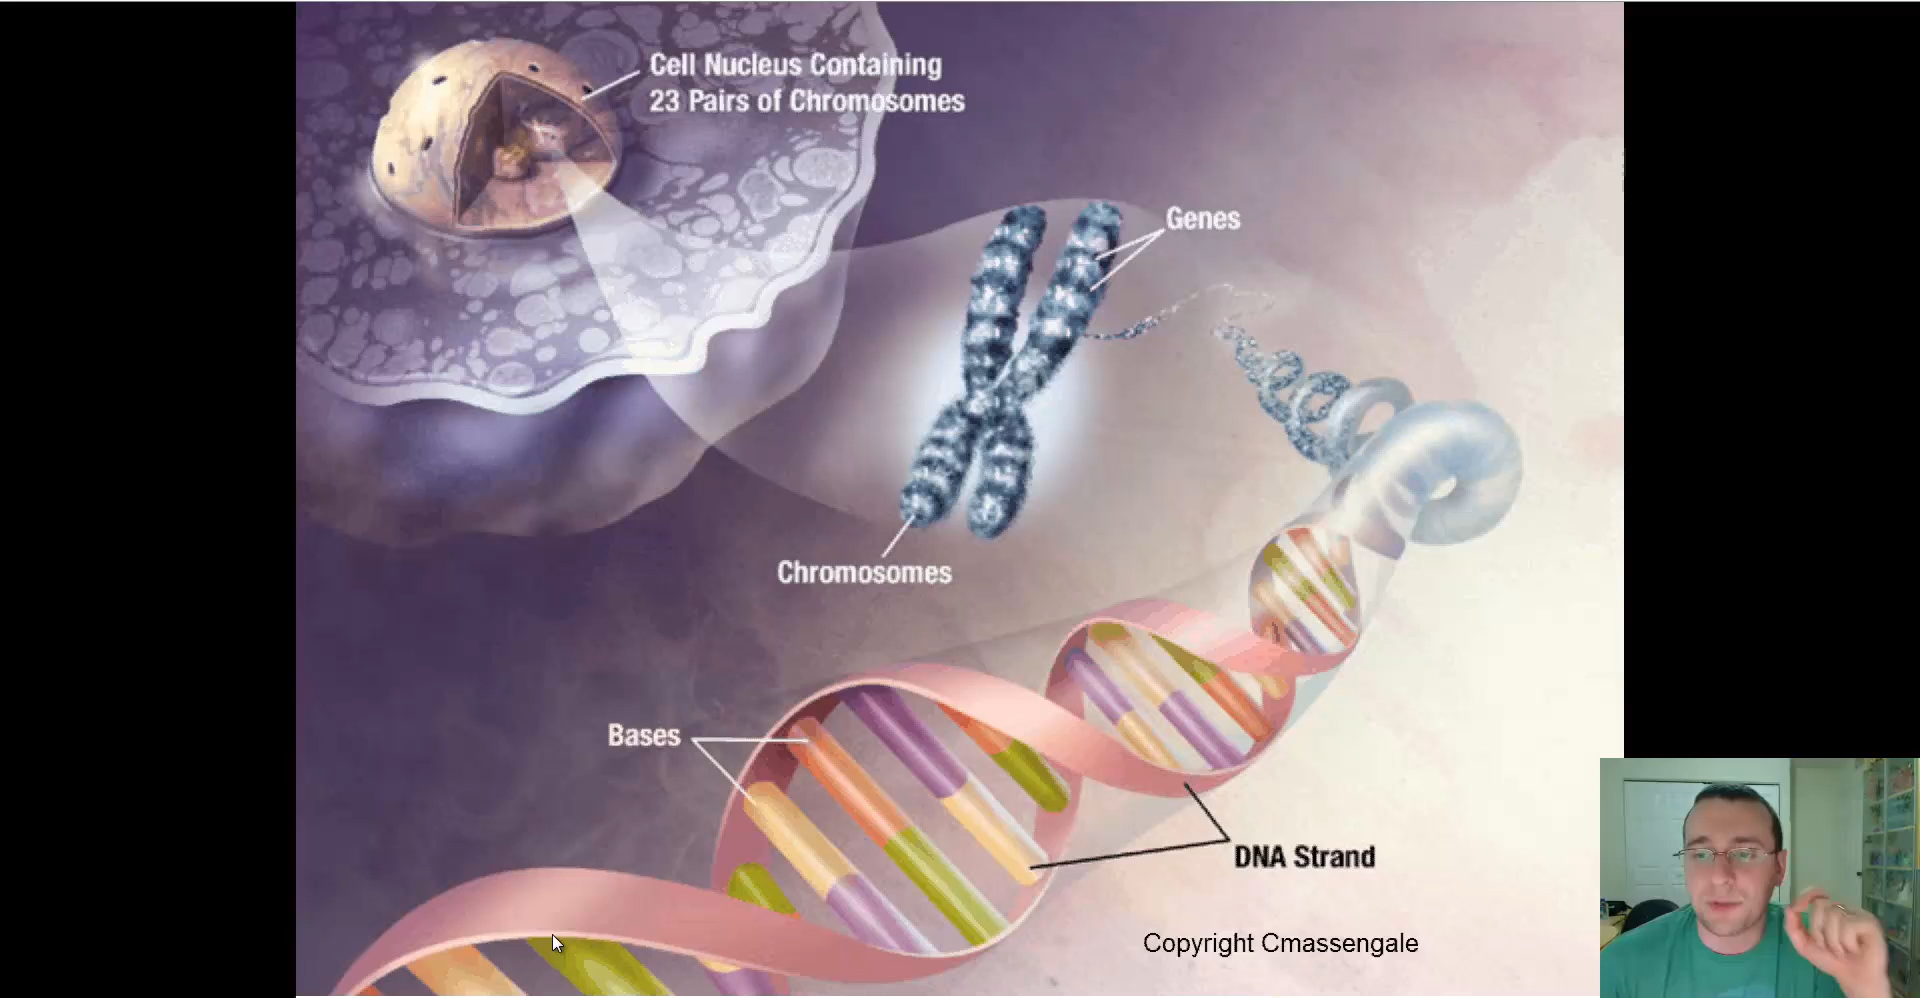 Cell Nucleus Containing
23 Pairs of Chromosomes
Genes
Chromosomes
Bases
DNA Strand
Copyright Cmassengale